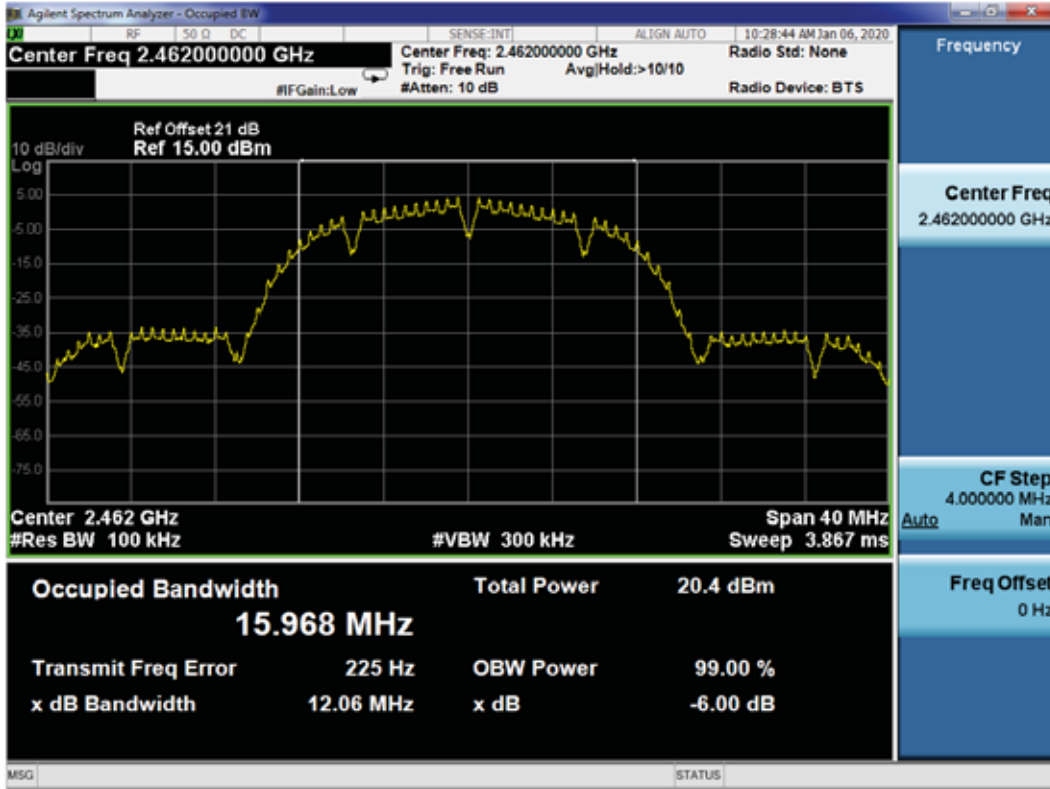 Agilent Spectrum Analyzer - Occupied BW
LXI RF 50 Ω DC SENSE:INT ALIGN AUTO 10:28:44 AM Jan 06, 2020
Center Freq 2.462000000 GHz
Center Freq: 2.462000000 GHz Radio Std: None
Trig: Free Run Avg|Hold:>10/10
#IFGain:Low #Atten: 10 dB Radio Device: BTS
Frequency
Ref Offset 21 dB
10 dB/div Ref 15.00 dBm
Log
5.00
-5.00
-15.0
-25.0
-35.0
-45.0
-55.0
-65.0
-75.0
Center 2.462 GHz Span 40 MHz
#Res BW 100 kHz #VBW 300 kHz Sweep 3.867 ms
Occupied Bandwidth Total Power 20.4 dBm
15.968 MHz
Transmit Freq Error 225 Hz OBW Power 99.00 %
x dB Bandwidth 12.06 MHz x dB -6.00 dB
Center Freq
2.462000000 GHz
CF Step
4.000000 MHz
Auto Man
Freq Offset
0 Hz
MSG STATUS